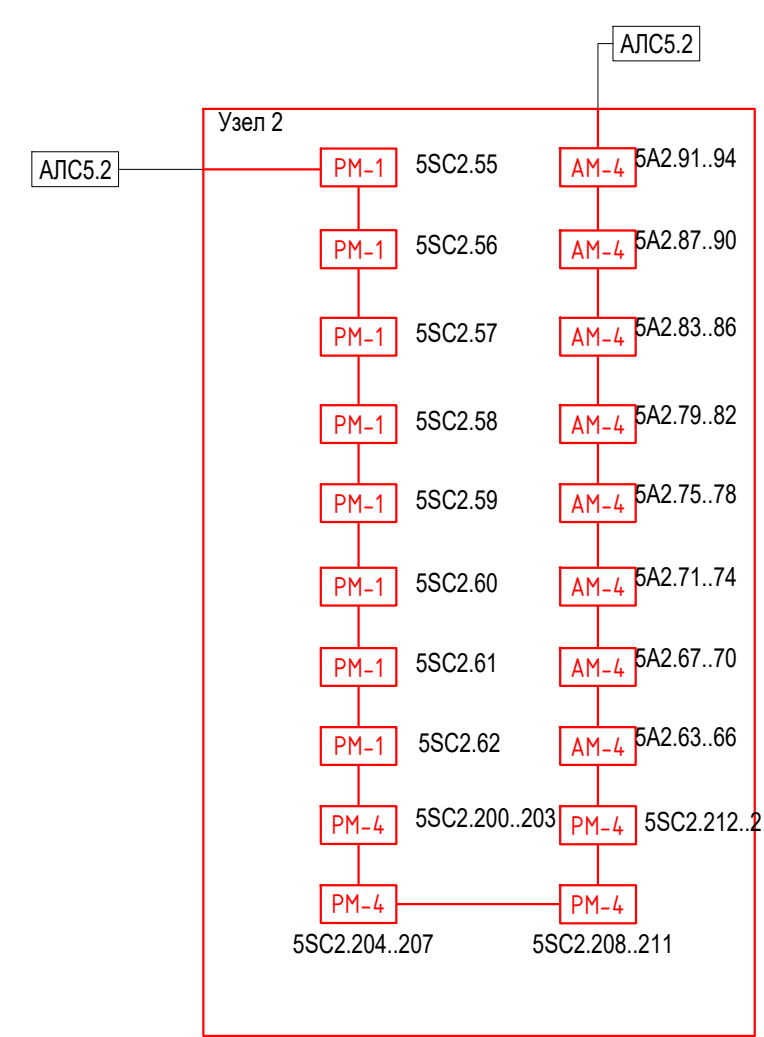 АЛС5.2
Узел 2
АЛС5.2
РМ-1 5SC2.55 АМ-4 5А2.91..94
РМ-1 5SC2.56 АМ-4 5А2.87..90
РМ-1 5SC2.57 АМ-4 5А2.83..86
РМ-1 5SC2.58 АМ-4 5А2.79..82
РМ-1 5SC2.59 АМ-4 5А2.75..78
РМ-1 5SC2.60 АМ-4 5А2.71..74
РМ-1 5SC2.61 АМ-4 5А2.67..70
РМ-1 5SC2.62 АМ-4 5А2.63..66
РМ-4 5SC2.200..203 РМ-4 5SC2.212..2
РМ-4 РМ-4
5SC2.204..207 5SC2.208..211